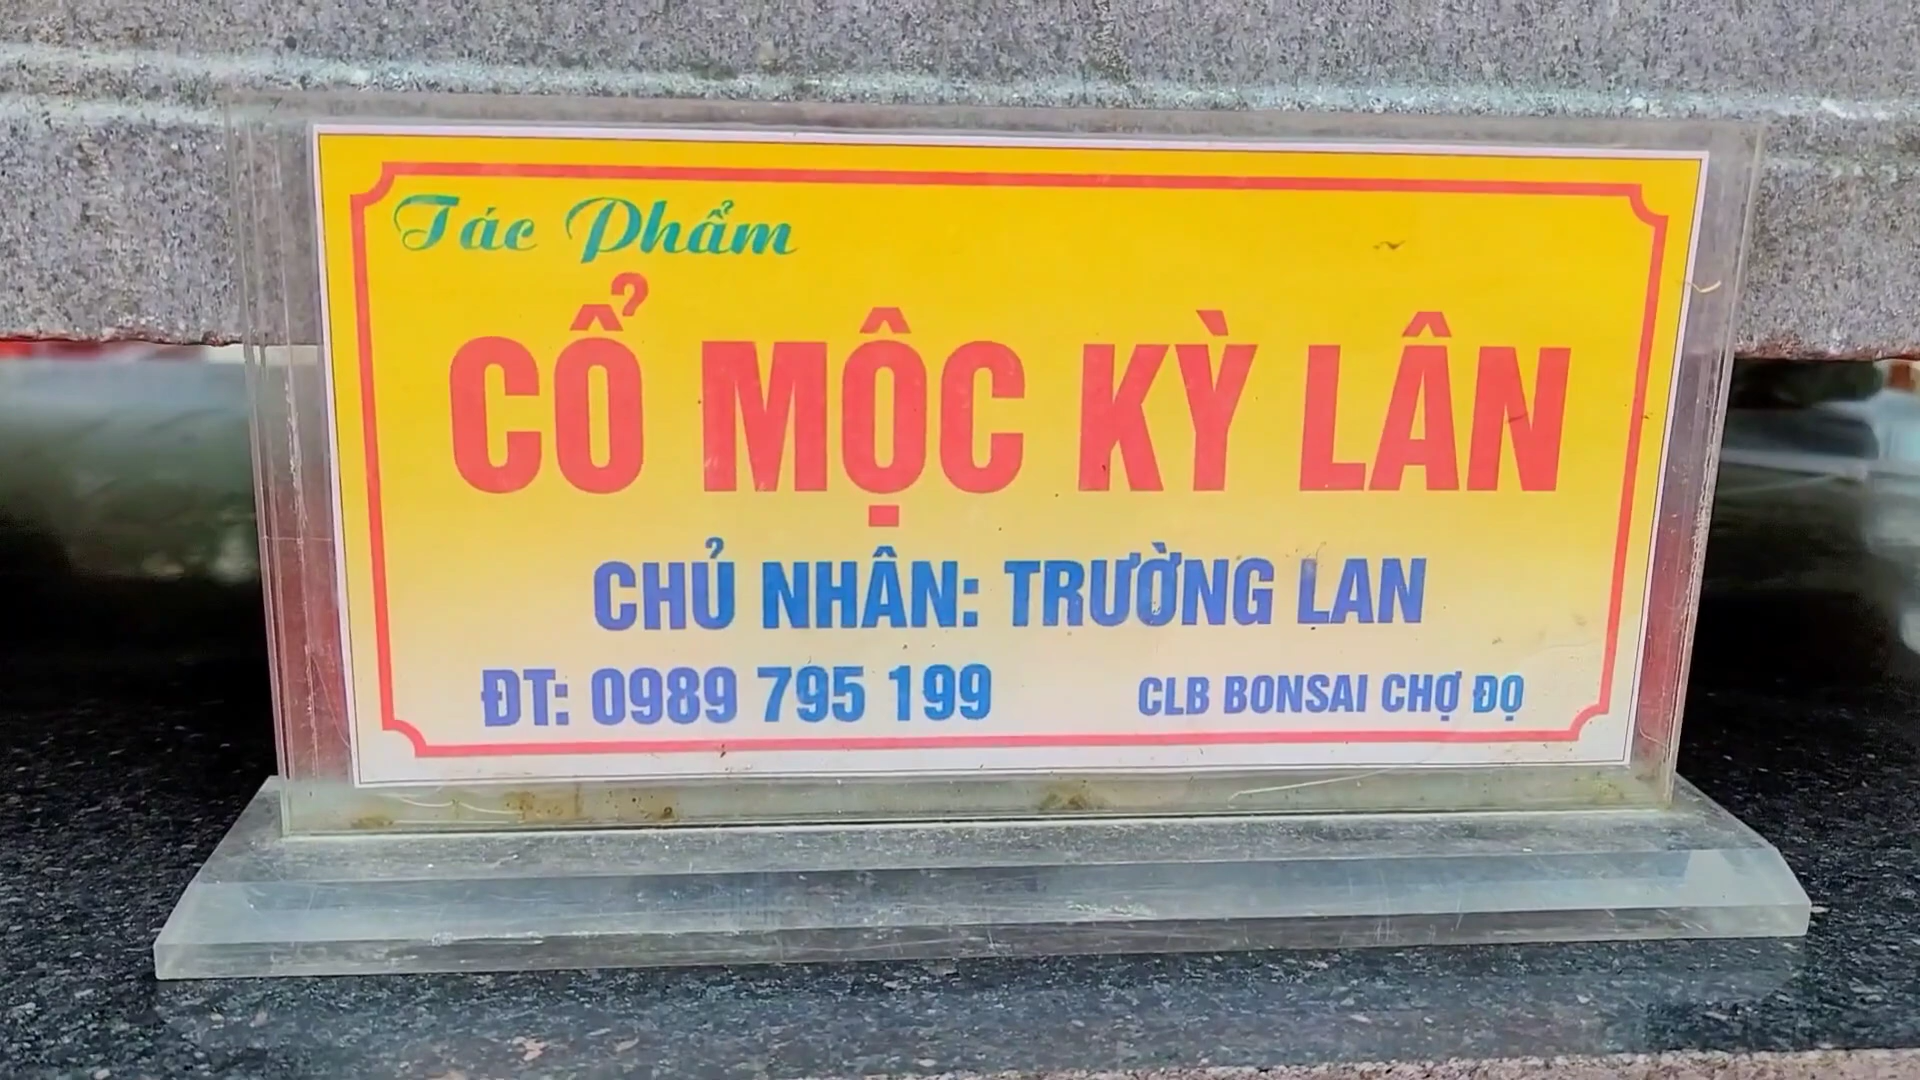 Tác Phẩm
CỔ MỘC KỲ LÂN
CHỦ NHÂN: TRƯỜNG LAN
ĐT: 0989 795 199 CLB BONSAI CHỢ ĐỌ